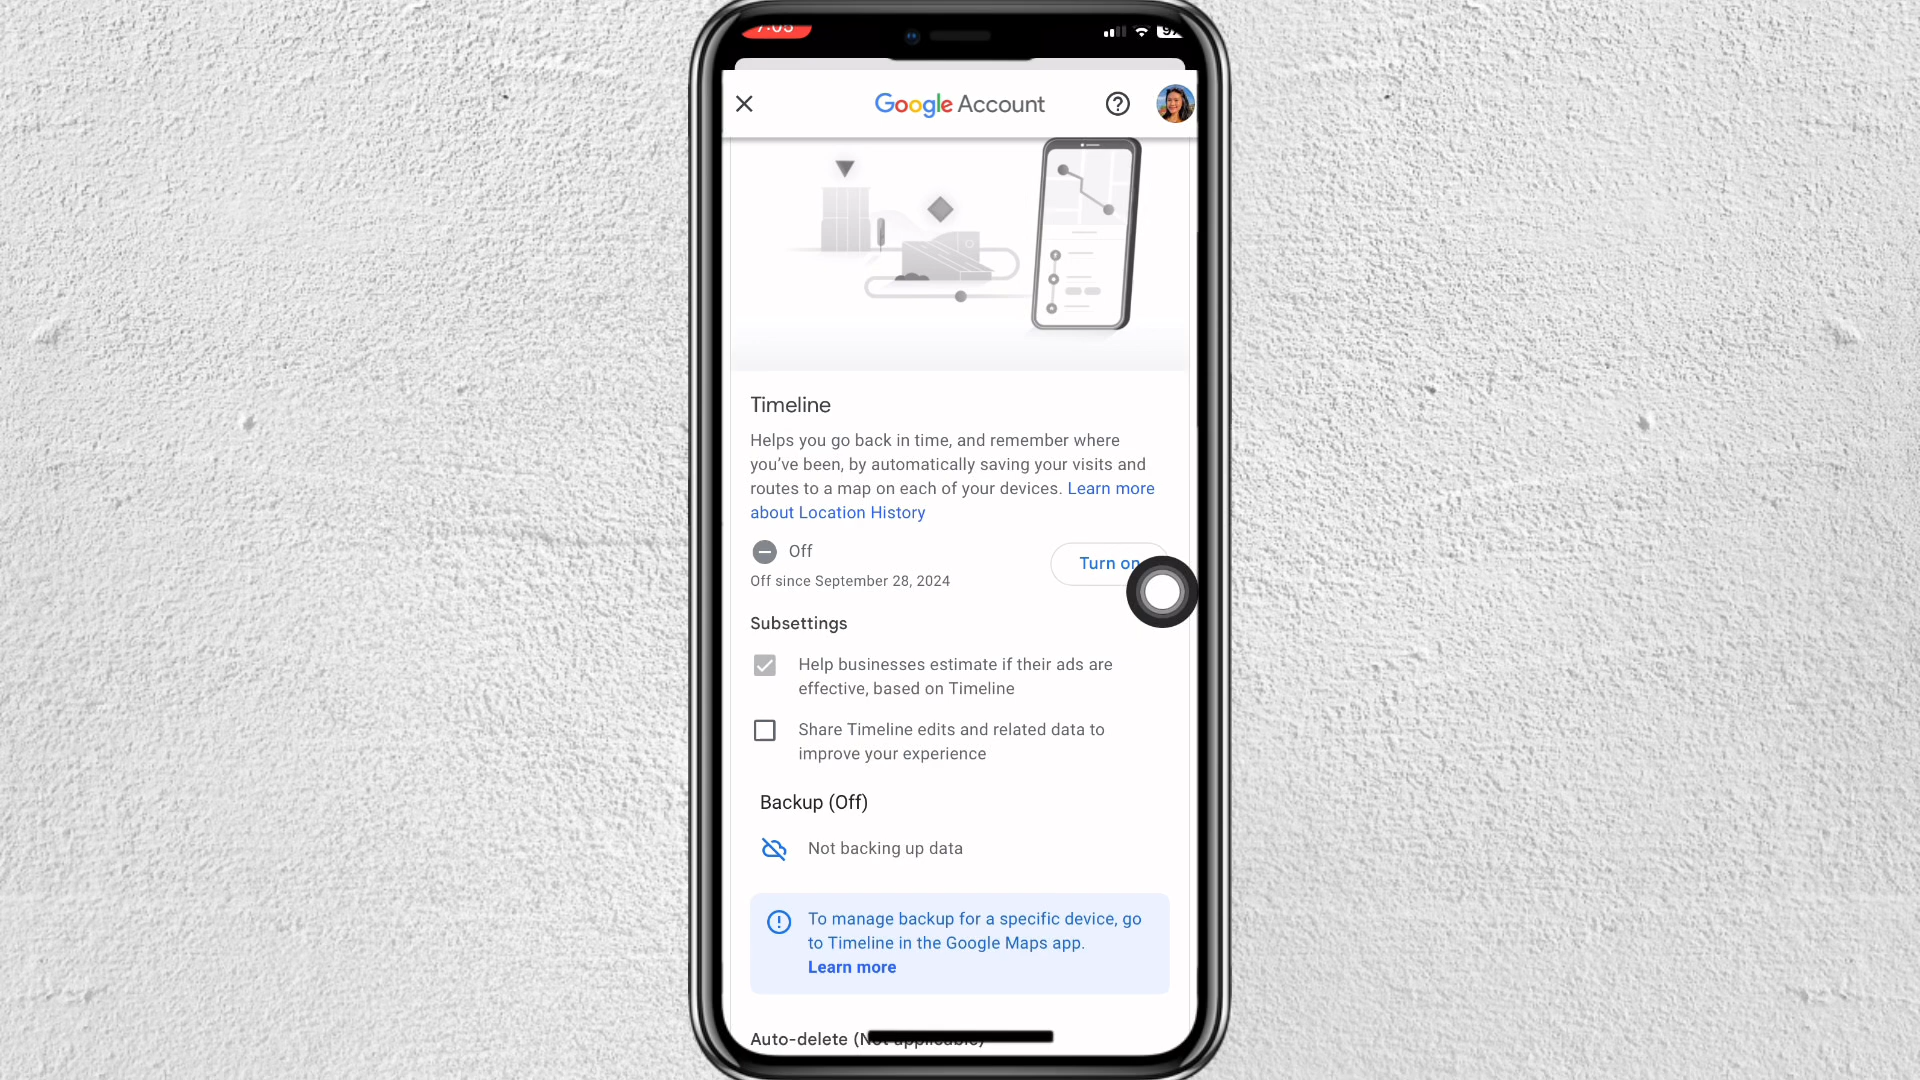 Google Account
Timeline
Helps you go back in time, and remember where
you’ve been, by automatically saving your visits and
routes to a map on each of your devices. Learn more
about Location History
Off
Turn on
Off since September 28, 2024
Subsettings
Help businesses estimate if their ads are
effective, based on Timeline
Share Timeline edits and related data to
improve your experience
Backup (Off)
Not backing up data
To manage backup for a specific device, go
to Timeline in the Google Maps app.
Learn more
Auto-delete (Not applicable)